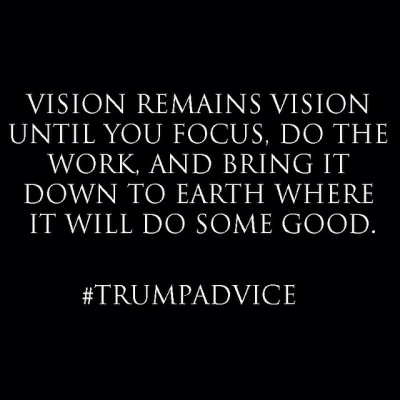 VISION REMAINS VISION
UNTIL YOU FOCUS, DO THE
WORK, AND BRING IT
DOWN TO EARTH WHERE
IT WILL DO SOME GOOD.
#TRUMPADVICE